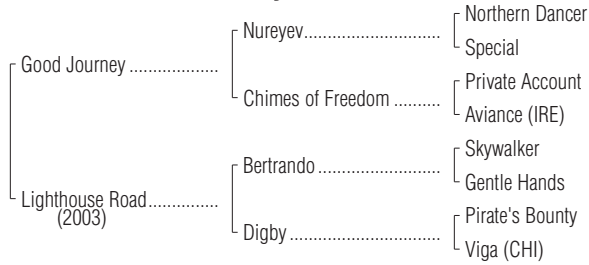 Northern Dancer
Nureyev..............................
Special
Good Journey ...................
Private Account
Chimes of Freedom ..........
Aviance (IRE)
Skywalker
Bertrando ..........................
Gentle Hands
Lighthouse Road...............
(2003)
Pirate's Bounty
Digby ................................
Viga (CHI)